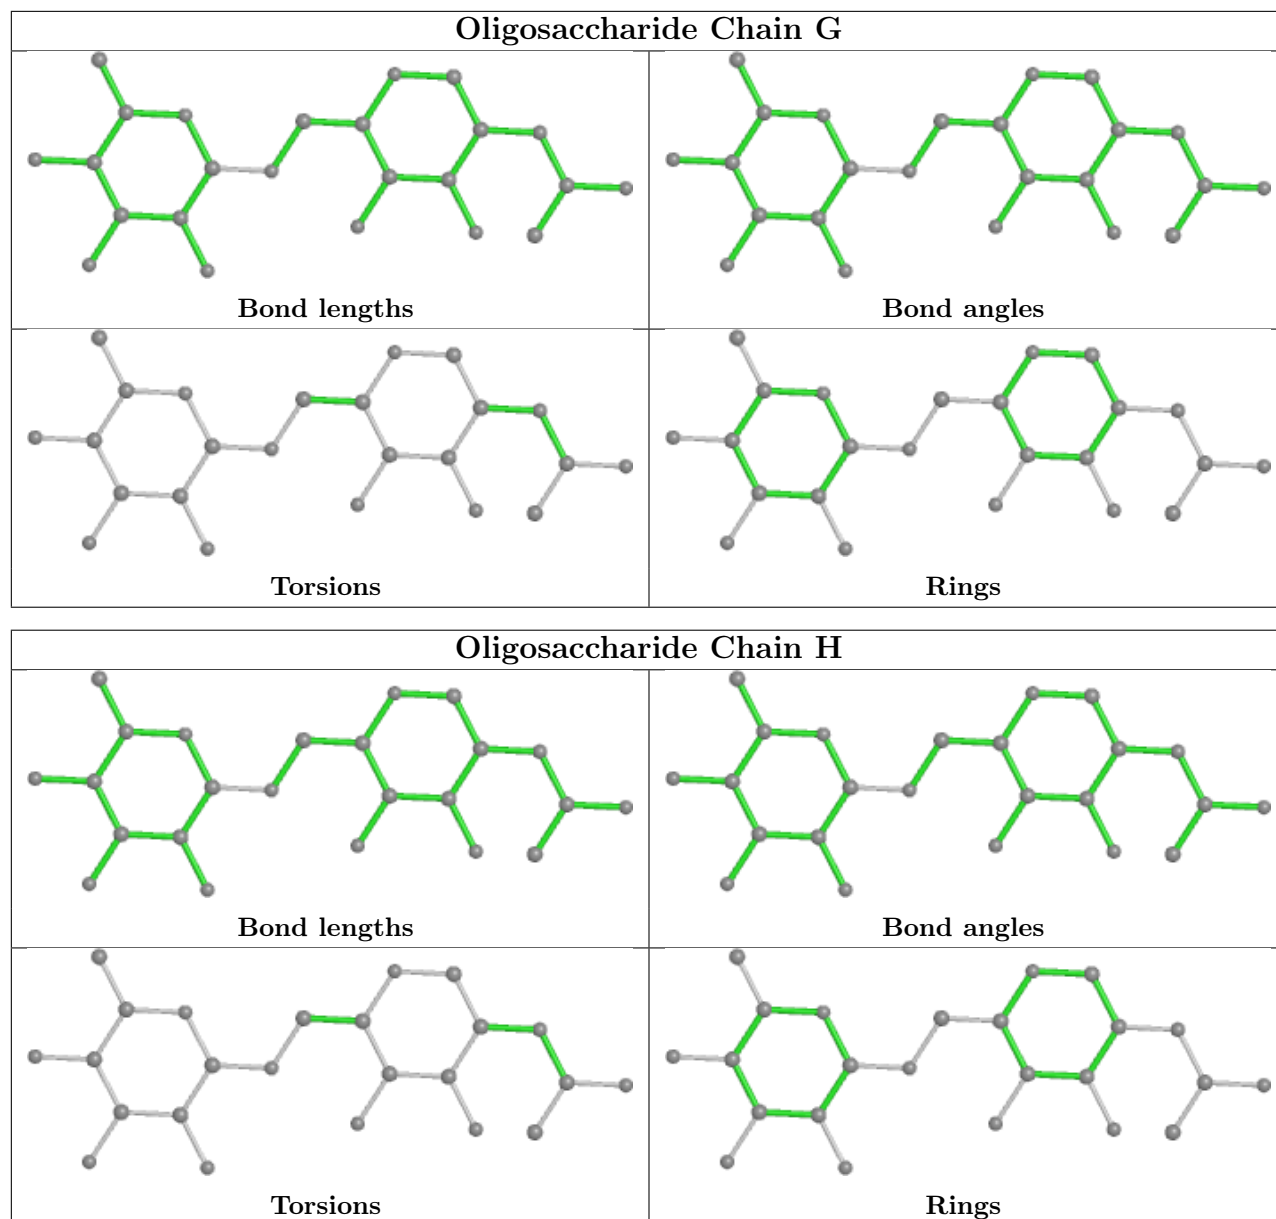 Oligosaccharide Chain G
Bond lengths
Bond angles
Torsions
Rings
Oligosaccharide Chain H
Bond lengths
Bond angles
Torsions
Rings